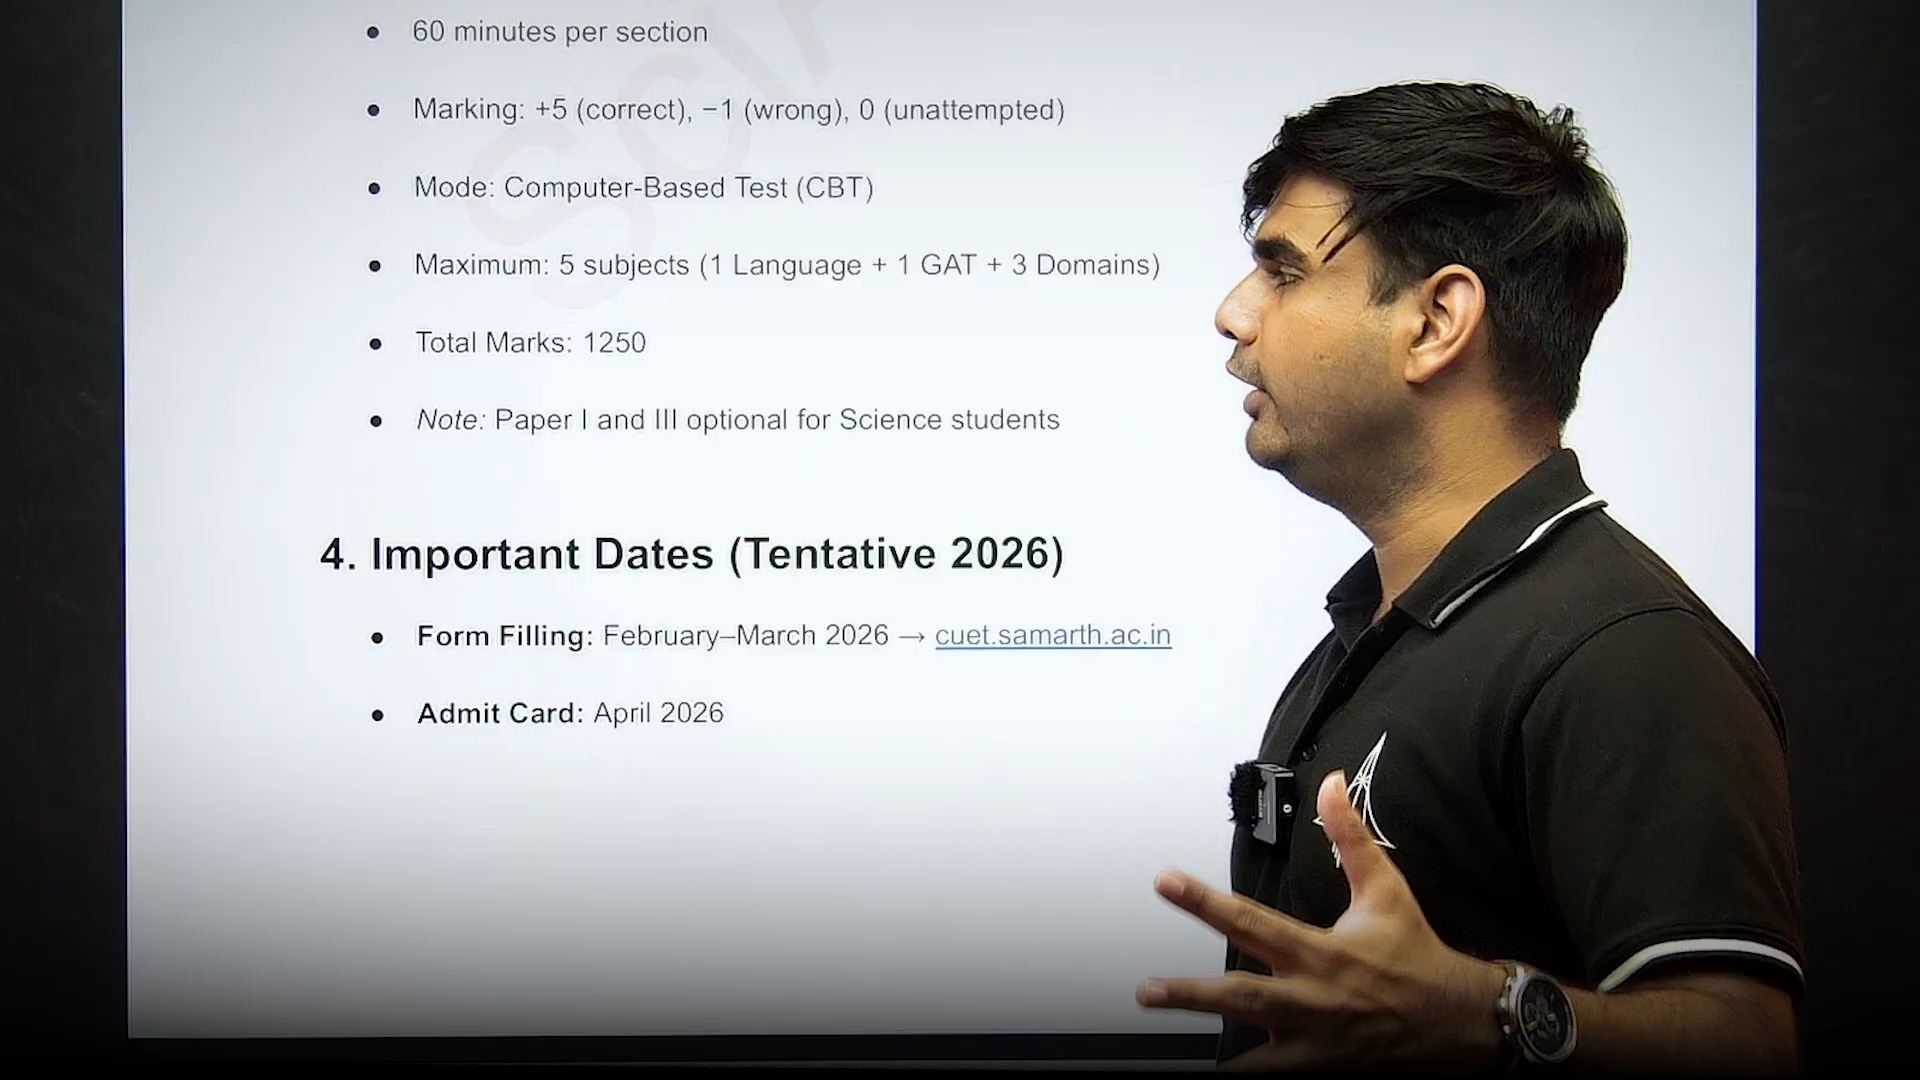 • 60 minutes per section
• Marking: +5 (correct), −1 (wrong), 0 (unattempted)
• Mode: Computer-Based Test (CBT)
• Maximum: 5 subjects (1 Language + 1 GAT + 3 Domains)
• Total Marks: 1250
• Note: Paper I and III optional for Science students
4. Important Dates (Tentative 2026)
• Form Filling: February–March 2026 → cuet.samarth.ac.in
• Admit Card: April 2026